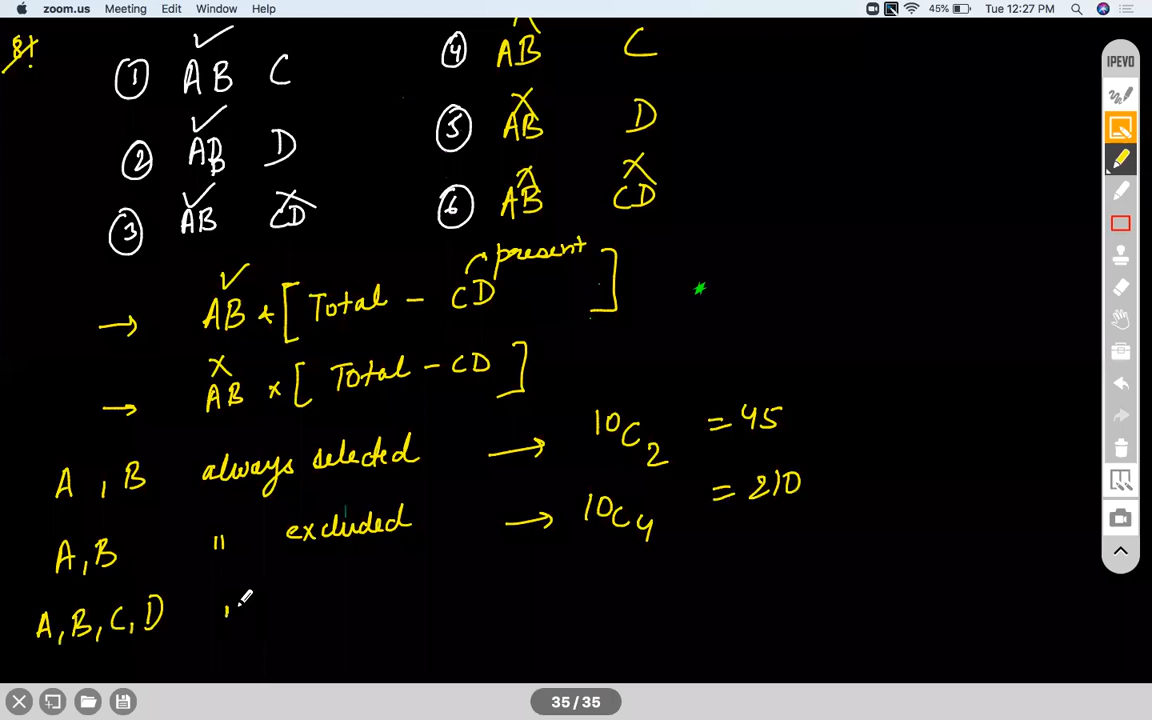 zoom.us Meeting Edit Window Help 45% Tue 12:27 PM
① AB C ④ AB C
② AB D ⑤ AB D
③ AB CD ⑥ AB CD
→ AB * [ Total - CD present ] *
→ AB × [ Total - CD ]
A, B always selected → 10C2 = 45
A, B " excluded → 10C4 = 210
A, B, C, D
IPEVO
35 / 35